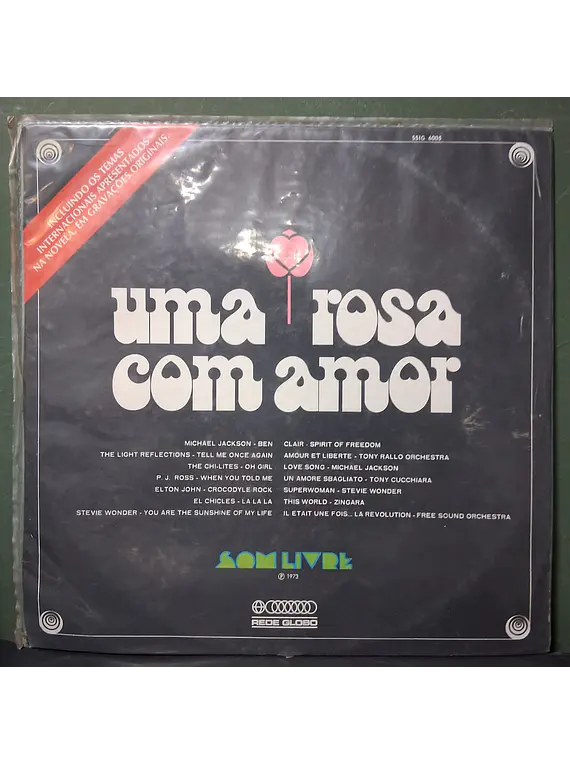 SSIG 6005
INCLUINDO OS TEMAS
INTERNACIONAIS APRESENTADOS
NA NOVELA, EM GRAVAÇÕES ORIGINAIS.
uma rosa
com amor
MICHAEL JACKSON - BEN
THE LIGHT REFLECTIONS - TELL ME ONCE AGAIN
THE CHI-LITES - OH GIRL
P. J. ROSS - WHEN YOU TOLD ME
ELTON JOHN - CROCODYLE ROCK
EL CHICLES - LA LA LA
STEVIE WONDER - YOU ARE THE SUNSHINE OF MY LIFE
CLAIR - SPIRIT OF FREEDOM
AMOUR ET LIBERTE - TONY RALLO ORCHESTRA
LOVE SONG - MICHAEL JACKSON
UN AMORE SBAGLIATO - TONY CUCCHIARA
SUPERWOMAN - STEVIE WONDER
THIS WORLD - ZINGARA
IL ETAIT UNE FOIS... LA REVOLUTION - FREE SOUND ORCHESTRA
SOM LIVRE
℗ 1973
REDE GLOBO